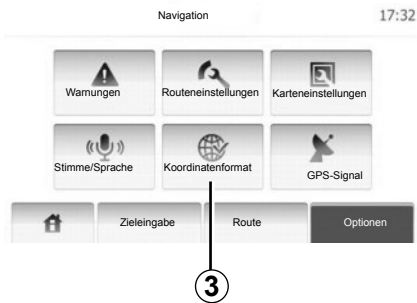 Navigation
17:32
Warnungen
Routeneinstellungen
Karteneinstellungen
Stimme/Sprache
Koordinatenformat
GPS-Signal
Zieleingabe
Route
Optionen
3